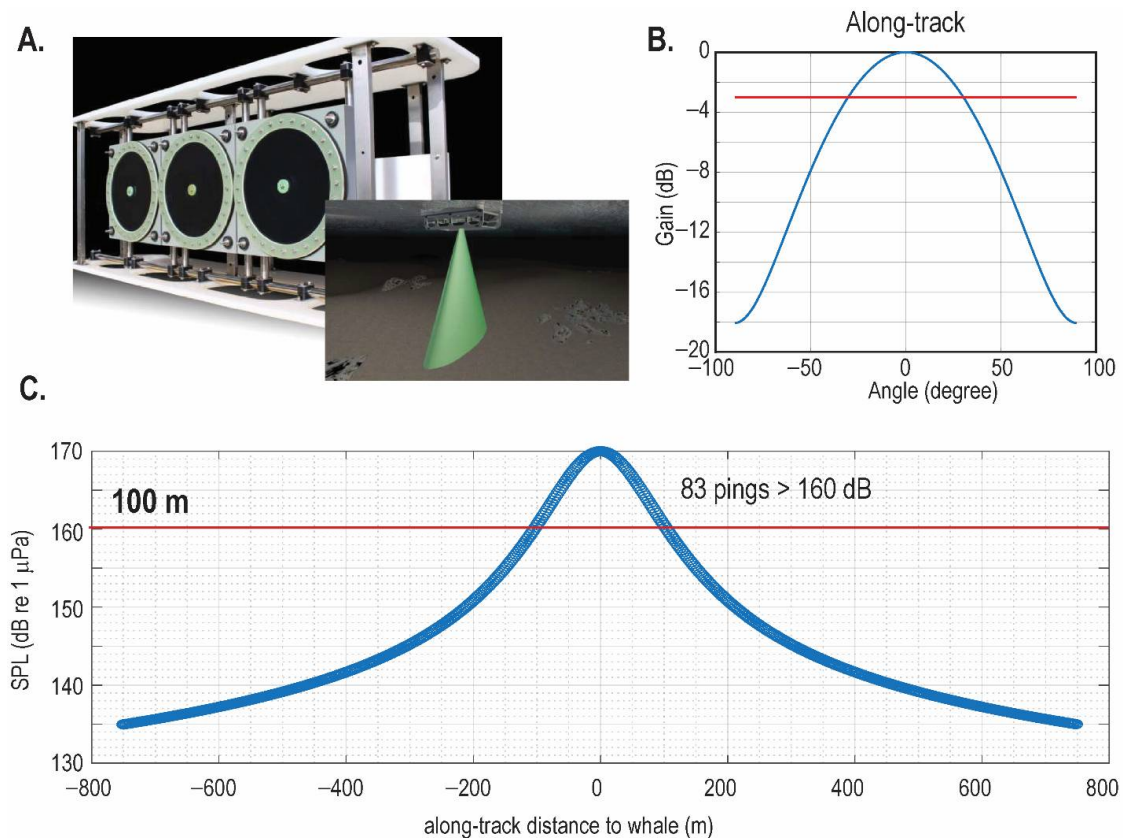 A.
B.
Along-track
0
−4
−8
−12
−16
−20
Gain (dB)
−100
−50
0
50
100
Angle (degree)
C.
170
160
150
140
130
SPL (dB re 1 μPa)
100 m
83 pings > 160 dB
−800
−600
−400
−200
0
200
400
600
800
along-track distance to whale (m)